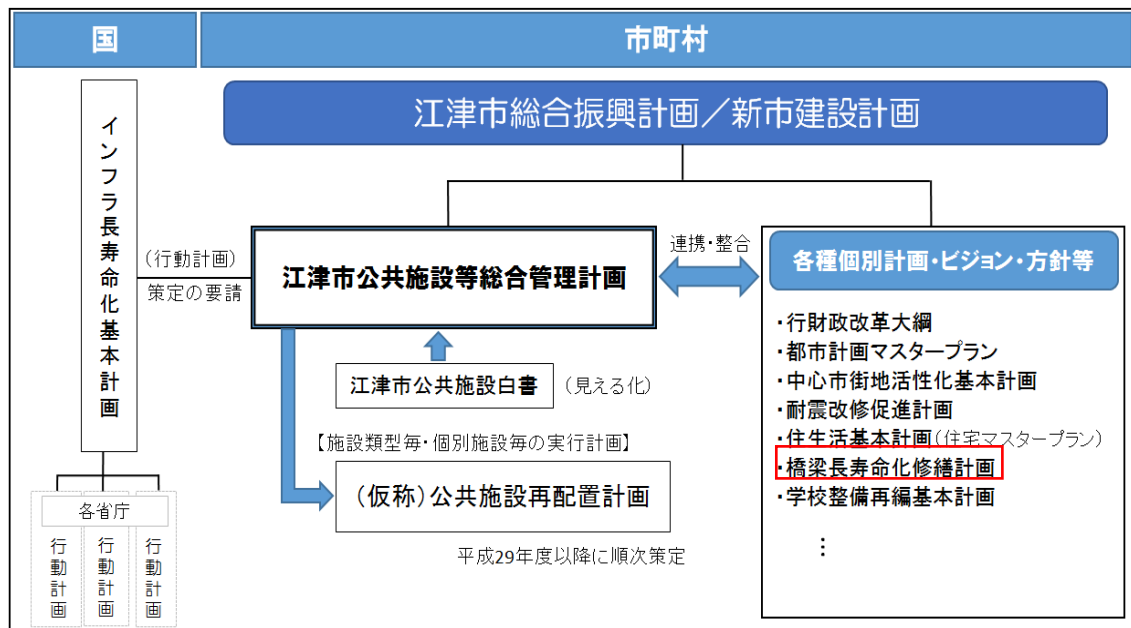 国
市町村
江津市総合振興計画／新市建設計画
インフラ長寿命化基本計画
(行動計画)
策定の要請
江津市公共施設等総合管理計画
連携・整合
各種個別計画・ビジョン・方針等
・行財政改革大綱
・都市計画マスタープラン
・中心市街地活性化基本計画
・耐震改修促進計画
・住生活基本計画(住宅マスタープラン)
・橋梁長寿命化修繕計画
・学校整備再編基本計画
…
江津市公共施設白書
(見える化)
【施設類型毎・個別施設毎の実行計画】
(仮称)公共施設再配置計画
平成29年度以降に順次策定
各省庁
行動計画
行動計画
行動計画